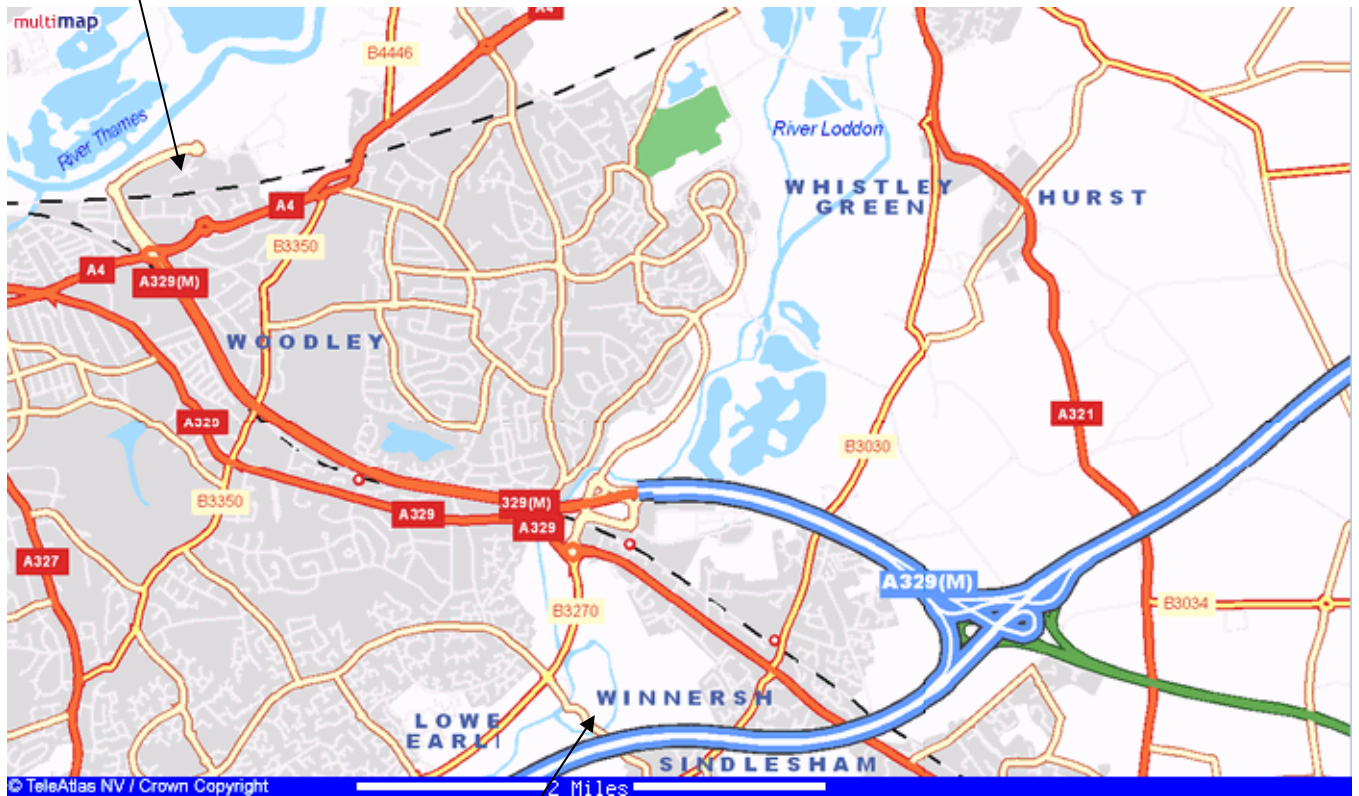 multimap
A4
B4446
River Thames
River Loddon
WHISTLEY
GREEN
HURST
A4
B3350
A4
A329(M)
WOODLEY
A329
A321
B3030
B3350
329(M)
A329
A329
A327
A329(M)
B3270
B3034
WINNERSH
LOWE
EARLI
SINDLESHAM
© TeleAtlas NV / Crown Copyright
2 Miles